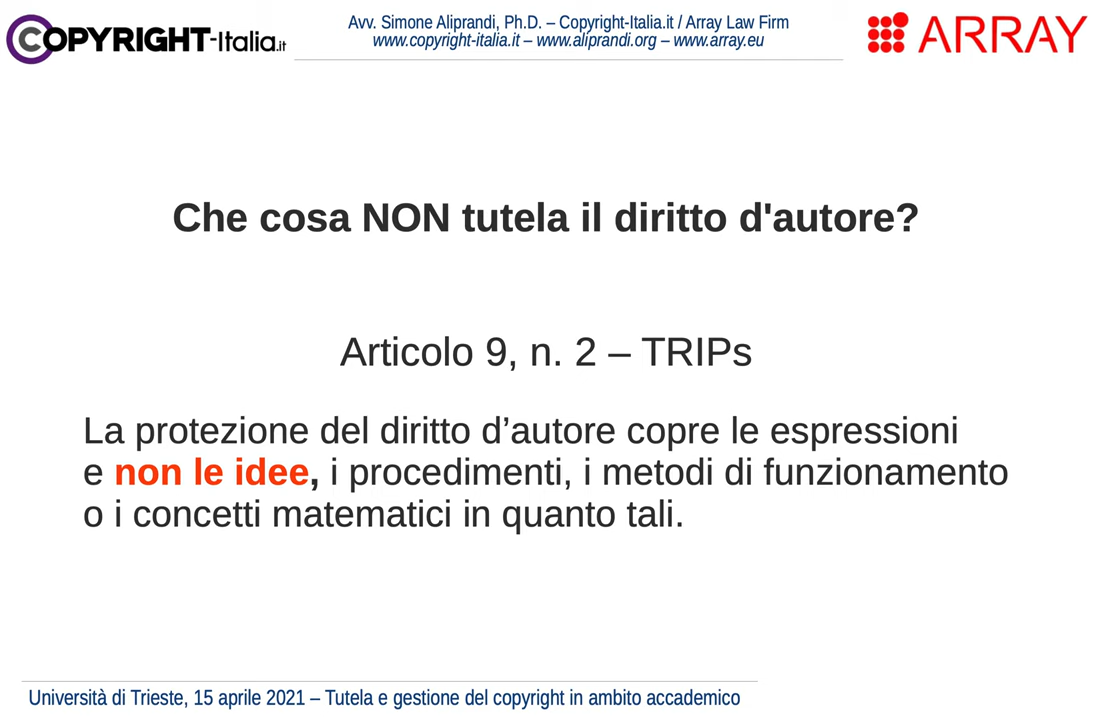 COPYRIGHT-Italia.it
Avv. Simone Aliprandi, Ph.D. – Copyright-Italia.it / Array Law Firm
www.copyright-italia.it – www.aliprandi.org – www.array.eu
ARRAY
Che cosa NON tutela il diritto d'autore?
Articolo 9, n. 2 – TRIPs
La protezione del diritto d’autore copre le espressioni
e non le idee, i procedimenti, i metodi di funzionamento
o i concetti matematici in quanto tali.
Università di Trieste, 15 aprile 2021 – Tutela e gestione del copyright in ambito accademico